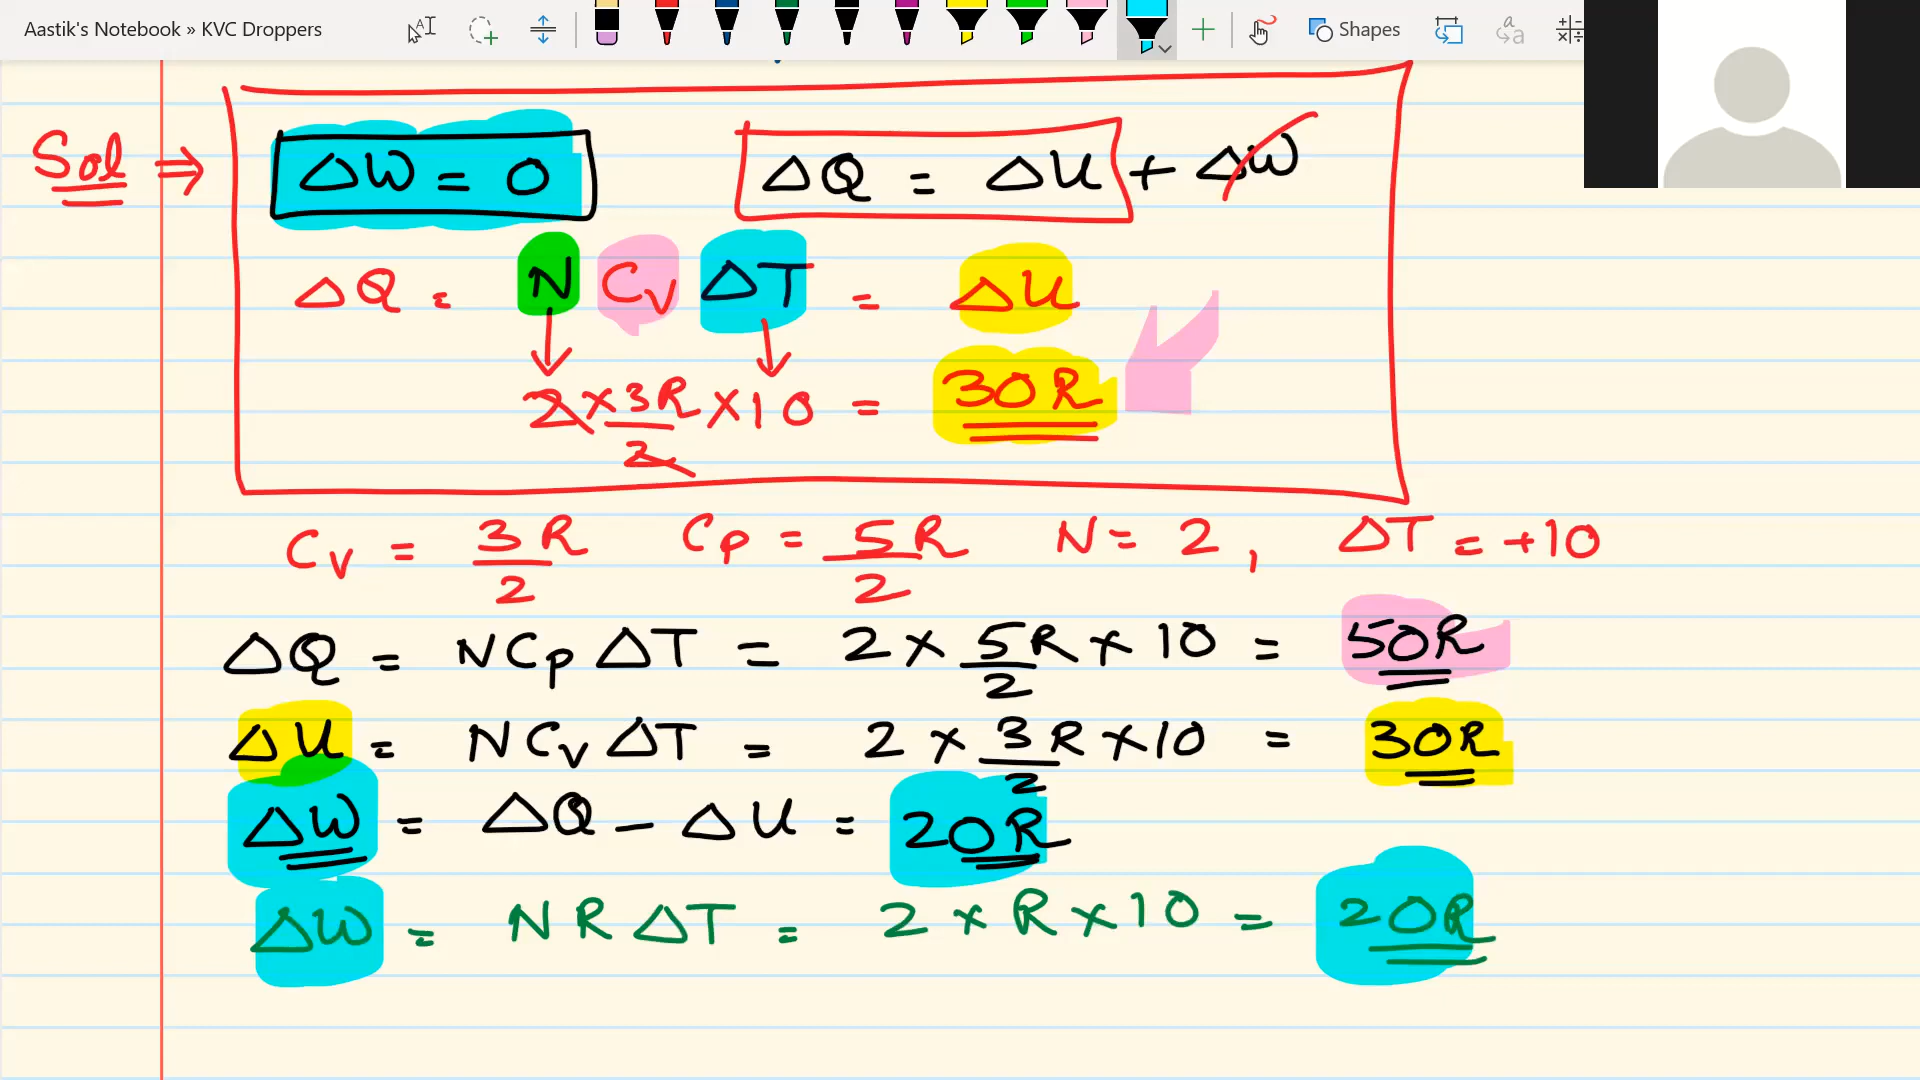 Aastik's Notebook » KVC Droppers
Shapes
Sol ⇒ ΔW = 0 ΔQ = ΔU + ΔW
ΔQ = N Cv ΔT = ΔU
2 × 3R/2 × 10 = 30R
Cv = 3R/2 Cp = 5R/2 N = 2 , ΔT = +10
ΔQ = NCp ΔT = 2 × 5R/2 × 10 = 50R
ΔU = NCv ΔT = 2 × 3R/2 × 10 = 30R
ΔW = ΔQ − ΔU = 20R
ΔW = NRΔT = 2 × R × 10 = 20R